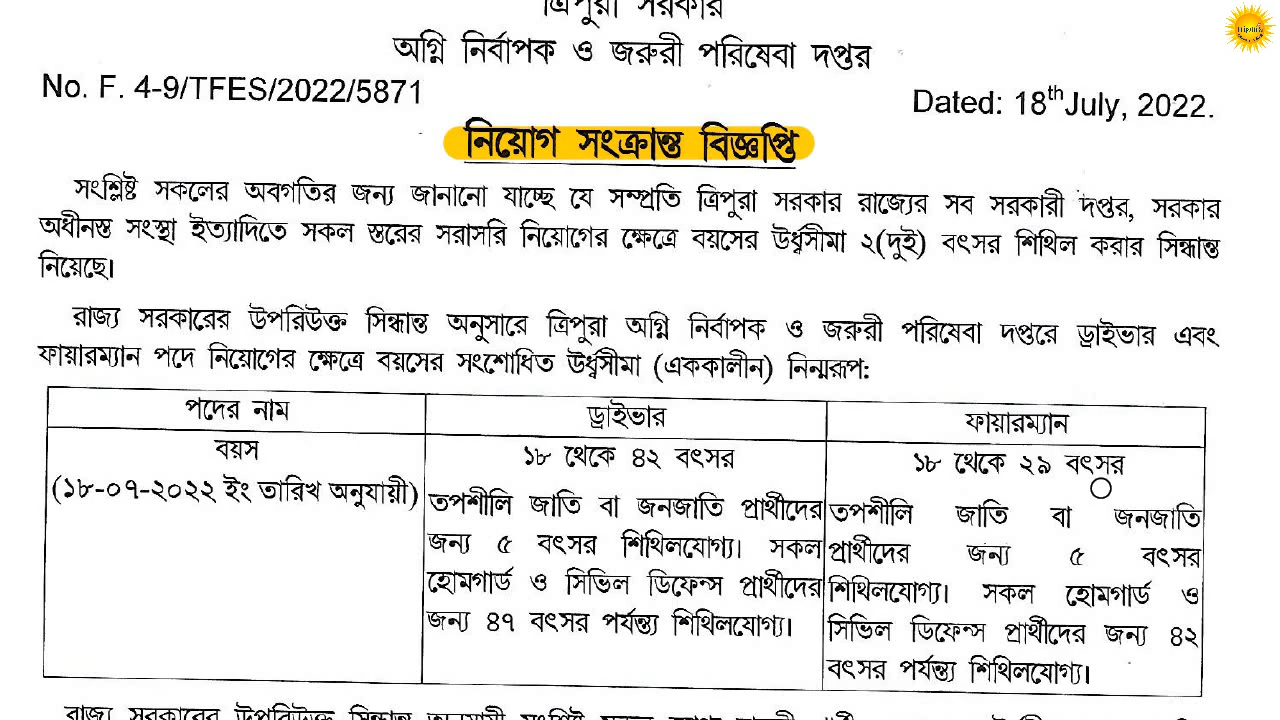 ত্রিপুরা সরকার
অগ্নি নির্বাপক ও জরুরী পরিষেবা দপ্তর
No. F. 4-9/TFES/2022/5871
Dated: 18th July, 2022.
নিয়োগ সংক্রান্ত বিজ্ঞপ্তি
সংশ্লিষ্ট সকলের অবগতির জন্য জানানো যাচ্ছে যে সম্প্রতি ত্রিপুরা সরকার রাজ্যের সব সরকারী দপ্তর, সরকার
অধীনস্ত সংস্থা ইত্যাদিতে সকল স্তরের সরাসরি নিয়োগের ক্ষেত্রে বয়সের উর্ধ্বসীমা ২(দুই) বৎসর শিথিল করার সিদ্ধান্ত
নিয়েছে।
রাজ্য সরকারের উপরিউক্ত সিদ্ধান্ত অনুসারে ত্রিপুরা অগ্নি নির্বাপক ও জরুরী পরিষেবা দপ্তরে ড্রাইভার এবং
ফায়ারম্যান পদে নিয়োগের ক্ষেত্রে বয়সের সংশোধিত উর্ধ্বসীমা (এককালীন) নিন্মরূপ:
পদের নাম
ড্রাইভার
ফায়ারম্যান
বয়স
(১৮-০৭-২০২২ ইং তারিখ অনুযায়ী)
১৮ থেকে ৪২ বৎসর
তপশীলি জাতি বা জনজাতি প্রার্থীদের
জন্য ৫ বৎসর শিথিলযোগ্য। সকল
হোমগার্ড ও সিভিল ডিফেন্স প্রার্থীদের
জন্য ৪৭ বৎসর পর্যন্ত্য শিথিলযোগ্য।
১৮ থেকে ২৯ বৎসর
তপশীলি জাতি বা জনজাতি
প্রার্থীদের জন্য ৫ বৎসর
শিথিলযোগ্য। সকল হোমগার্ড ও
সিভিল ডিফেন্স প্রার্থীদের জন্য ৪২
বৎসর পর্যন্ত্য শিথিলযোগ্য।
রাজ্য সরকারের উপরিউক্ত সিদ্ধান্ত